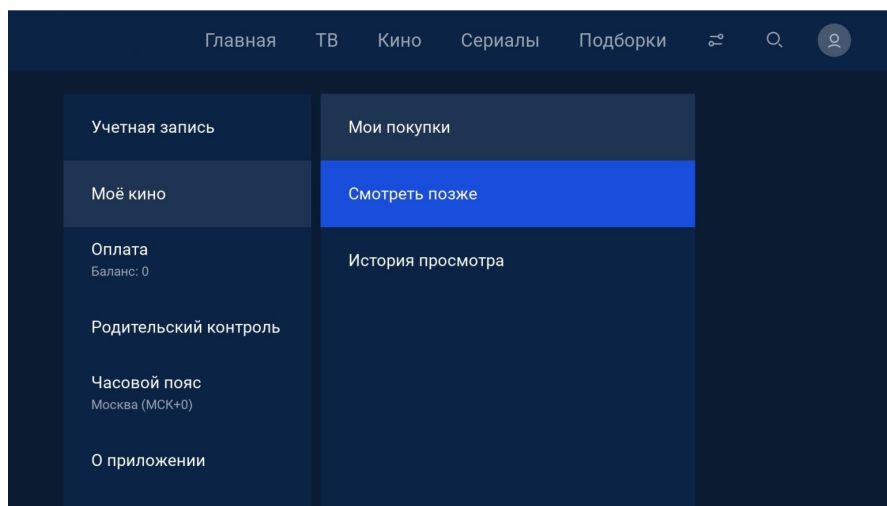 Главная ТВ Кино Сериалы Подборки
Учетная запись
Моё кино
Оплата
Баланс: 0
Родительский контроль
Часовой пояс
Москва (МСК+0)
О приложении
Мои покупки
Смотреть позже
История просмотра